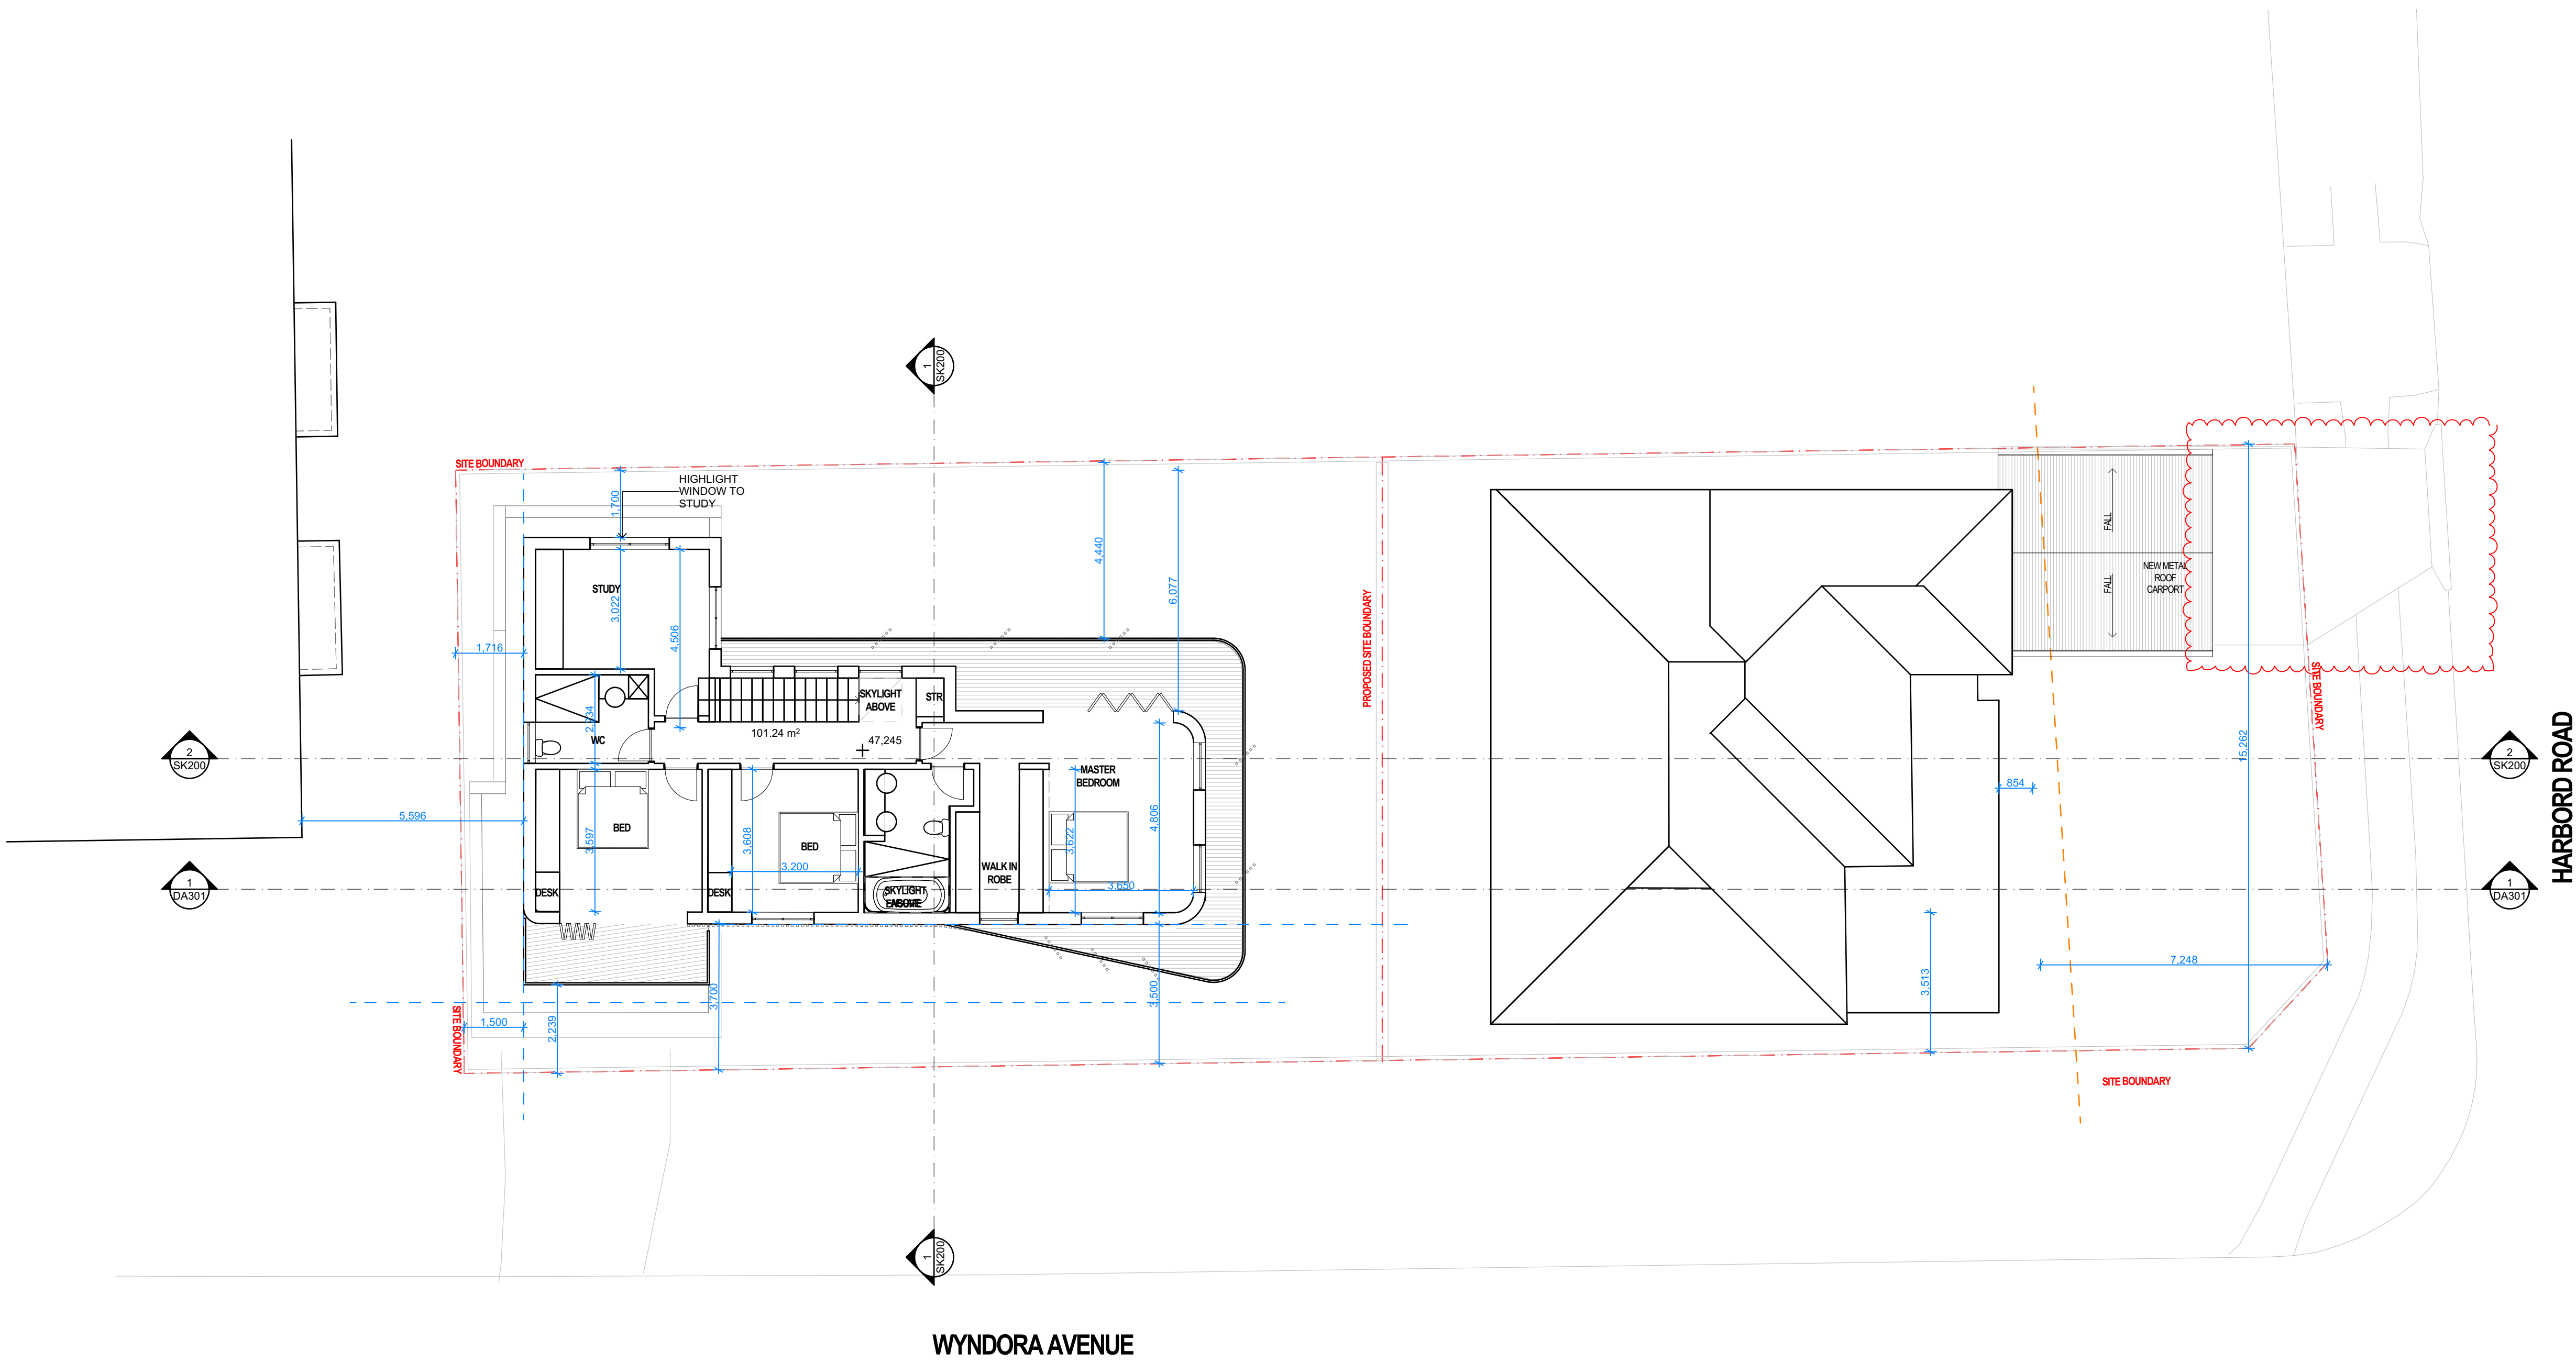 1
SK200
SITE BOUNDARY
HIGHLIGHT
WINDOW TO
STUDY
1,700
4,440
6,077
STUDY
3,022
4,506
1,716
PROPOSED SITE BOUNDARY
FALL
FALL
NEW METAL
ROOF
CARPORT
SITE BOUNDARY
15,262
SKYLIGHT
ABOVE
STR
WC
101.24 m²
47,245
2
SK200
2
SK200
HARBORD ROAD
MASTER
BEDROOM
854
5,596
BED
3,597
3,608
BED
3,200
3,622
4,806
WALK IN
ROBE
3,650
DESK
DESK
SKYLIGHT
1
DA301
1
DA301
7,248
3,513
3,700
3,500
1,500
2,239
SITE BOUNDARY
SITE BOUNDARY
1
SK200
WYNDORA AVENUE